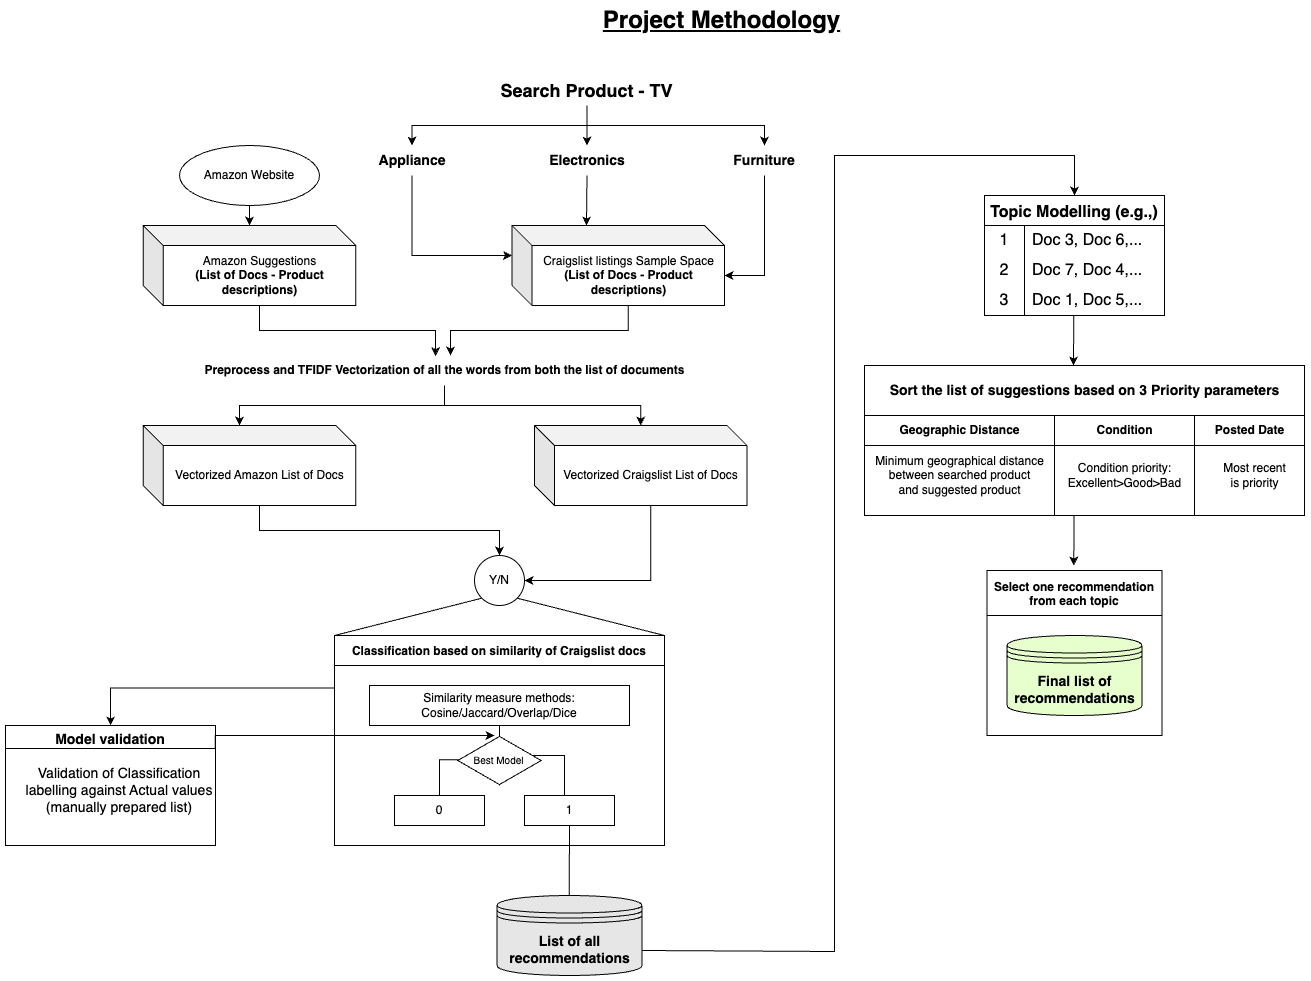 Project Methodology
Search Product - TV
Appliance
Electronics
Furniture
Amazon Website
Amazon Suggestions
(List of Docs - Product
descriptions)
Craigslist listings Sample Space
(List of Docs - Product
descriptions)
Preprocess and TFIDF Vectorization of all the words from both the list of documents
Vectorized Amazon List of Docs
Vectorized Craigslist List of Docs
Y/N
Classification based on similarity of Craigslist docs
Similarity measure methods:
Cosine/Jaccard/Overlap/Dice
Best Model
0
1
Model validation
Validation of Classification
labelling against Actual values
(manually prepared list)
List of all
recommendations
Topic Modelling (e.g.,)
1 Doc 3, Doc 6,...
2 Doc 7, Doc 4,...
3 Doc 1, Doc 5,...
Sort the list of suggestions based on 3 Priority parameters
Geographic Distance
Condition
Posted Date
Minimum geographical distance
between searched product
and suggested product
Condition priority:
Excellent>Good>Bad
Most recent
is priority
Select one recommendation
from each topic
Final list of
recommendations